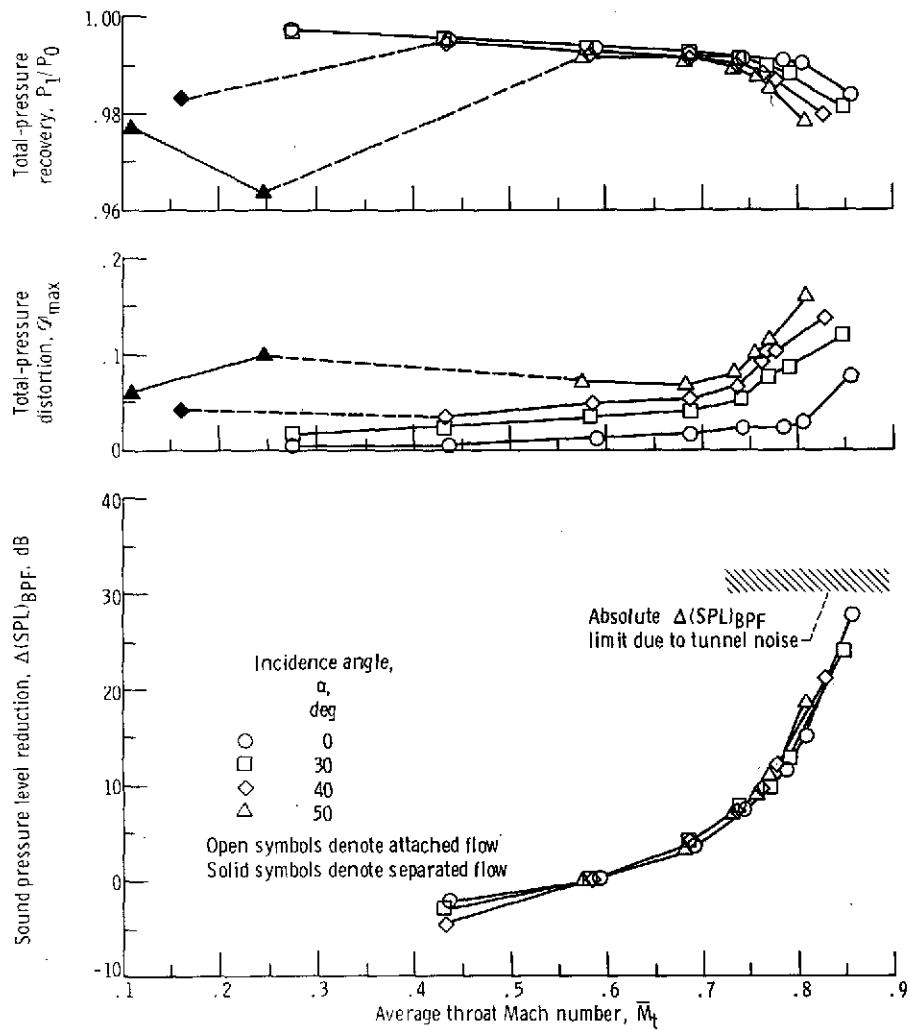 Total-pressure
recovery, P1/P0
1.00
.98
.96
Total-pressure
distortion, 𝒟max
.2
.1
0
Sound pressure level reduction, Δ(SPL)BPF, dB
40
30
20
10
0
-10
Absolute Δ(SPL)BPF
limit due to tunnel noise
Incidence angle,
α,
deg
0
30
40
50
Open symbols denote attached flow
Solid symbols denote separated flow
.1 .2 .3 .4 .5 .6 .7 .8 .9
Average throat Mach number, M̅t